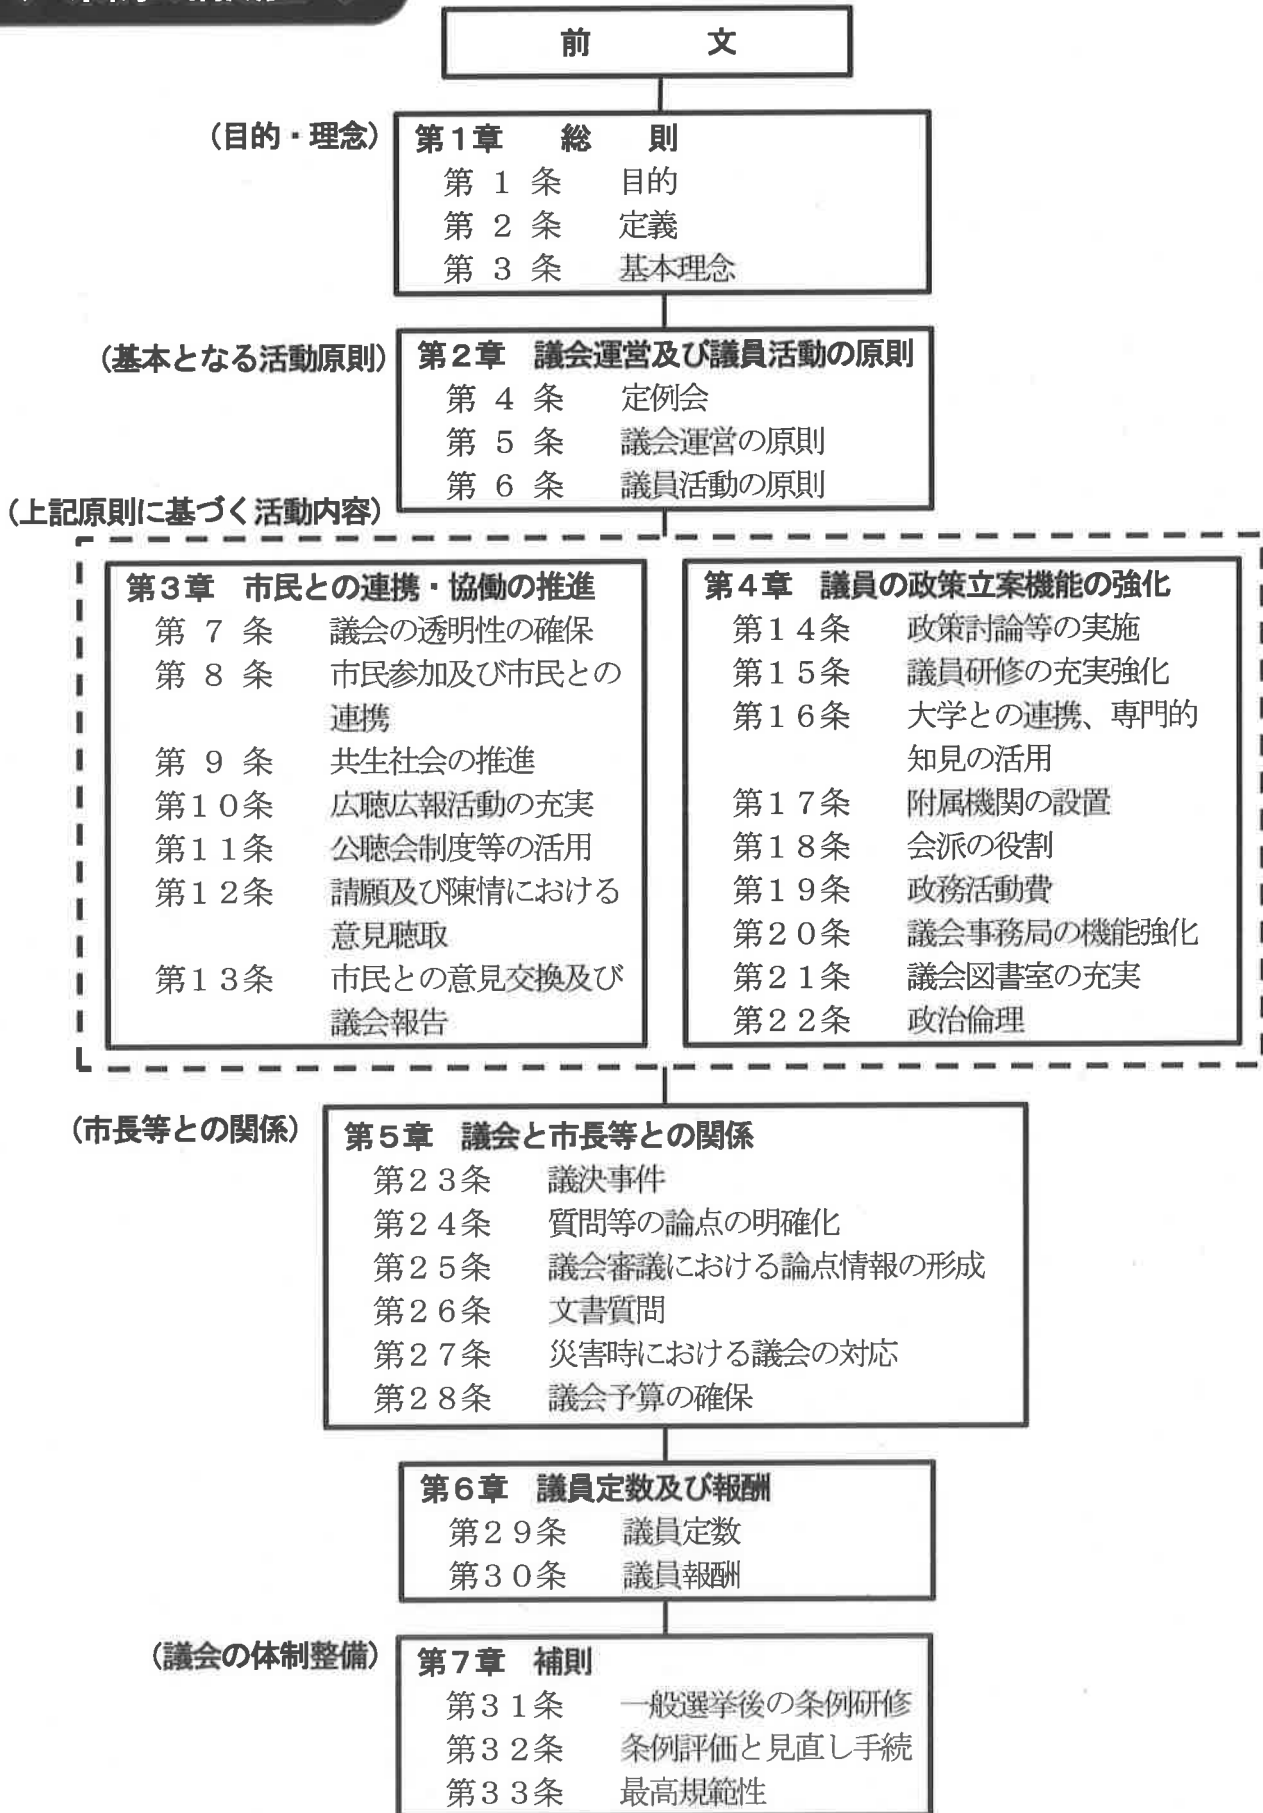 前　　　文
(目的・理念)
第１章　総　　則
第 １ 条　目的
第 ２ 条　定義
第 ３ 条　基本理念
(基本となる活動原則)
第２章　議会運営及び議員活動の原則
第 ４ 条　定例会
第 ５ 条　議会運営の原則
第 ６ 条　議員活動の原則
(上記原則に基づく活動内容)
第３章　市民との連携・協働の推進
第 ７ 条　議会の透明性の確保
第 ８ 条　市民参加及び市民との
連携
第 ９ 条　共生社会の推進
第１０条　広聴広報活動の充実
第１１条　公聴会制度等の活用
第１２条　請願及び陳情における
意見聴取
第１３条　市民との意見交換及び
議会報告
第４章　議員の政策立案機能の強化
第１４条　政策討論等の実施
第１５条　議員研修の充実強化
第１６条　大学との連携、専門的
知見の活用
第１７条　附属機関の設置
第１８条　会派の役割
第１９条　政務活動費
第２０条　議会事務局の機能強化
第２１条　議会図書室の充実
第２２条　政治倫理
(市長等との関係)
第５章　議会と市長等との関係
第２３条　議決事件
第２４条　質問等の論点の明確化
第２５条　議会審議における論点情報の形成
第２６条　文書質問
第２７条　災害時における議会の対応
第２８条　議会予算の確保
第６章　議員定数及び報酬
第２９条　議員定数
第３０条　議員報酬
(議会の体制整備)
第７章　補則
第３１条　一般選挙後の条例研修
第３２条　条例評価と見直し手続
第３３条　最高規範性